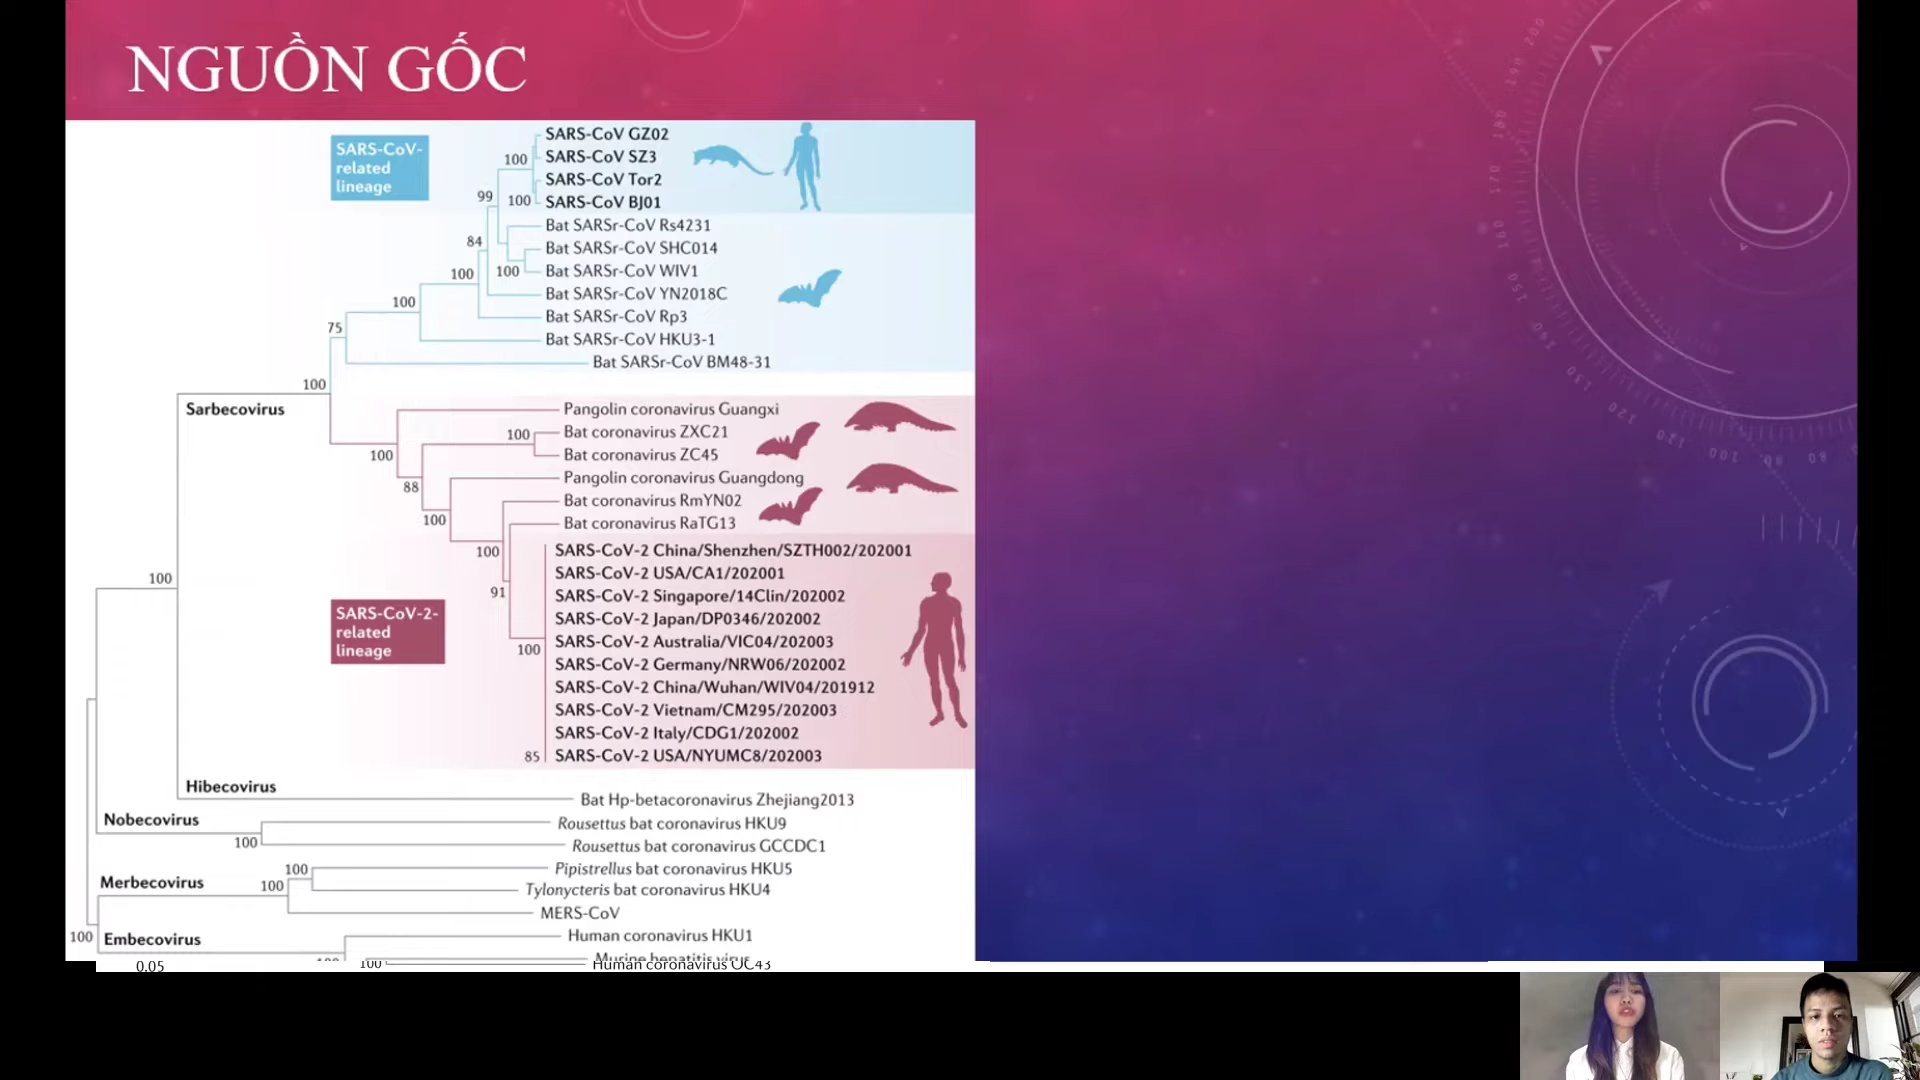 NGUỒN GỐC
SARS-CoV-
related
lineage
SARS-CoV GZ02
SARS-CoV SZ3
SARS-CoV Tor2
SARS-CoV BJ01
Bat SARSr-CoV Rs4231
Bat SARSr-CoV SHC014
Bat SARSr-CoV WIV1
Bat SARSr-CoV YN2018C
Bat SARSr-CoV Rp3
Bat SARSr-CoV HKU3-1
Bat SARSr-CoV BM48-31
100
99
100
84
100
100
100
75
100
Sarbecovirus
Pangolin coronavirus Guangxi
Bat coronavirus ZXC21
Bat coronavirus ZC45
Pangolin coronavirus Guangdong
Bat coronavirus RmYN02
Bat coronavirus RaTG13
100
100
88
100
100
91
100
85
100
SARS-CoV-2-
related
lineage
SARS-CoV-2 China/Shenzhen/SZTH002/202001
SARS-CoV-2 USA/CA1/202001
SARS-CoV-2 Singapore/14Clin/202002
SARS-CoV-2 Japan/DP0346/202002
SARS-CoV-2 Australia/VIC04/202003
SARS-CoV-2 Germany/NRW06/202002
SARS-CoV-2 China/Wuhan/WIV04/201912
SARS-CoV-2 Vietnam/CM295/202003
SARS-CoV-2 Italy/CDG1/202002
SARS-CoV-2 USA/NYUMC8/202003
Hibecovirus
Bat Hp-betacoronavirus Zhejiang2013
Nobecovirus
100
Rousettus bat coronavirus HKU9
Rousettus bat coronavirus GCCDC1
Merbecovirus
100
100
Pipistrellus bat coronavirus HKU5
Tylonycteris bat coronavirus HKU4
MERS-CoV
100
Embecovirus
Human coronavirus HKU1
Murine hepatitis virus
0.05
100
Human coronavirus OC43